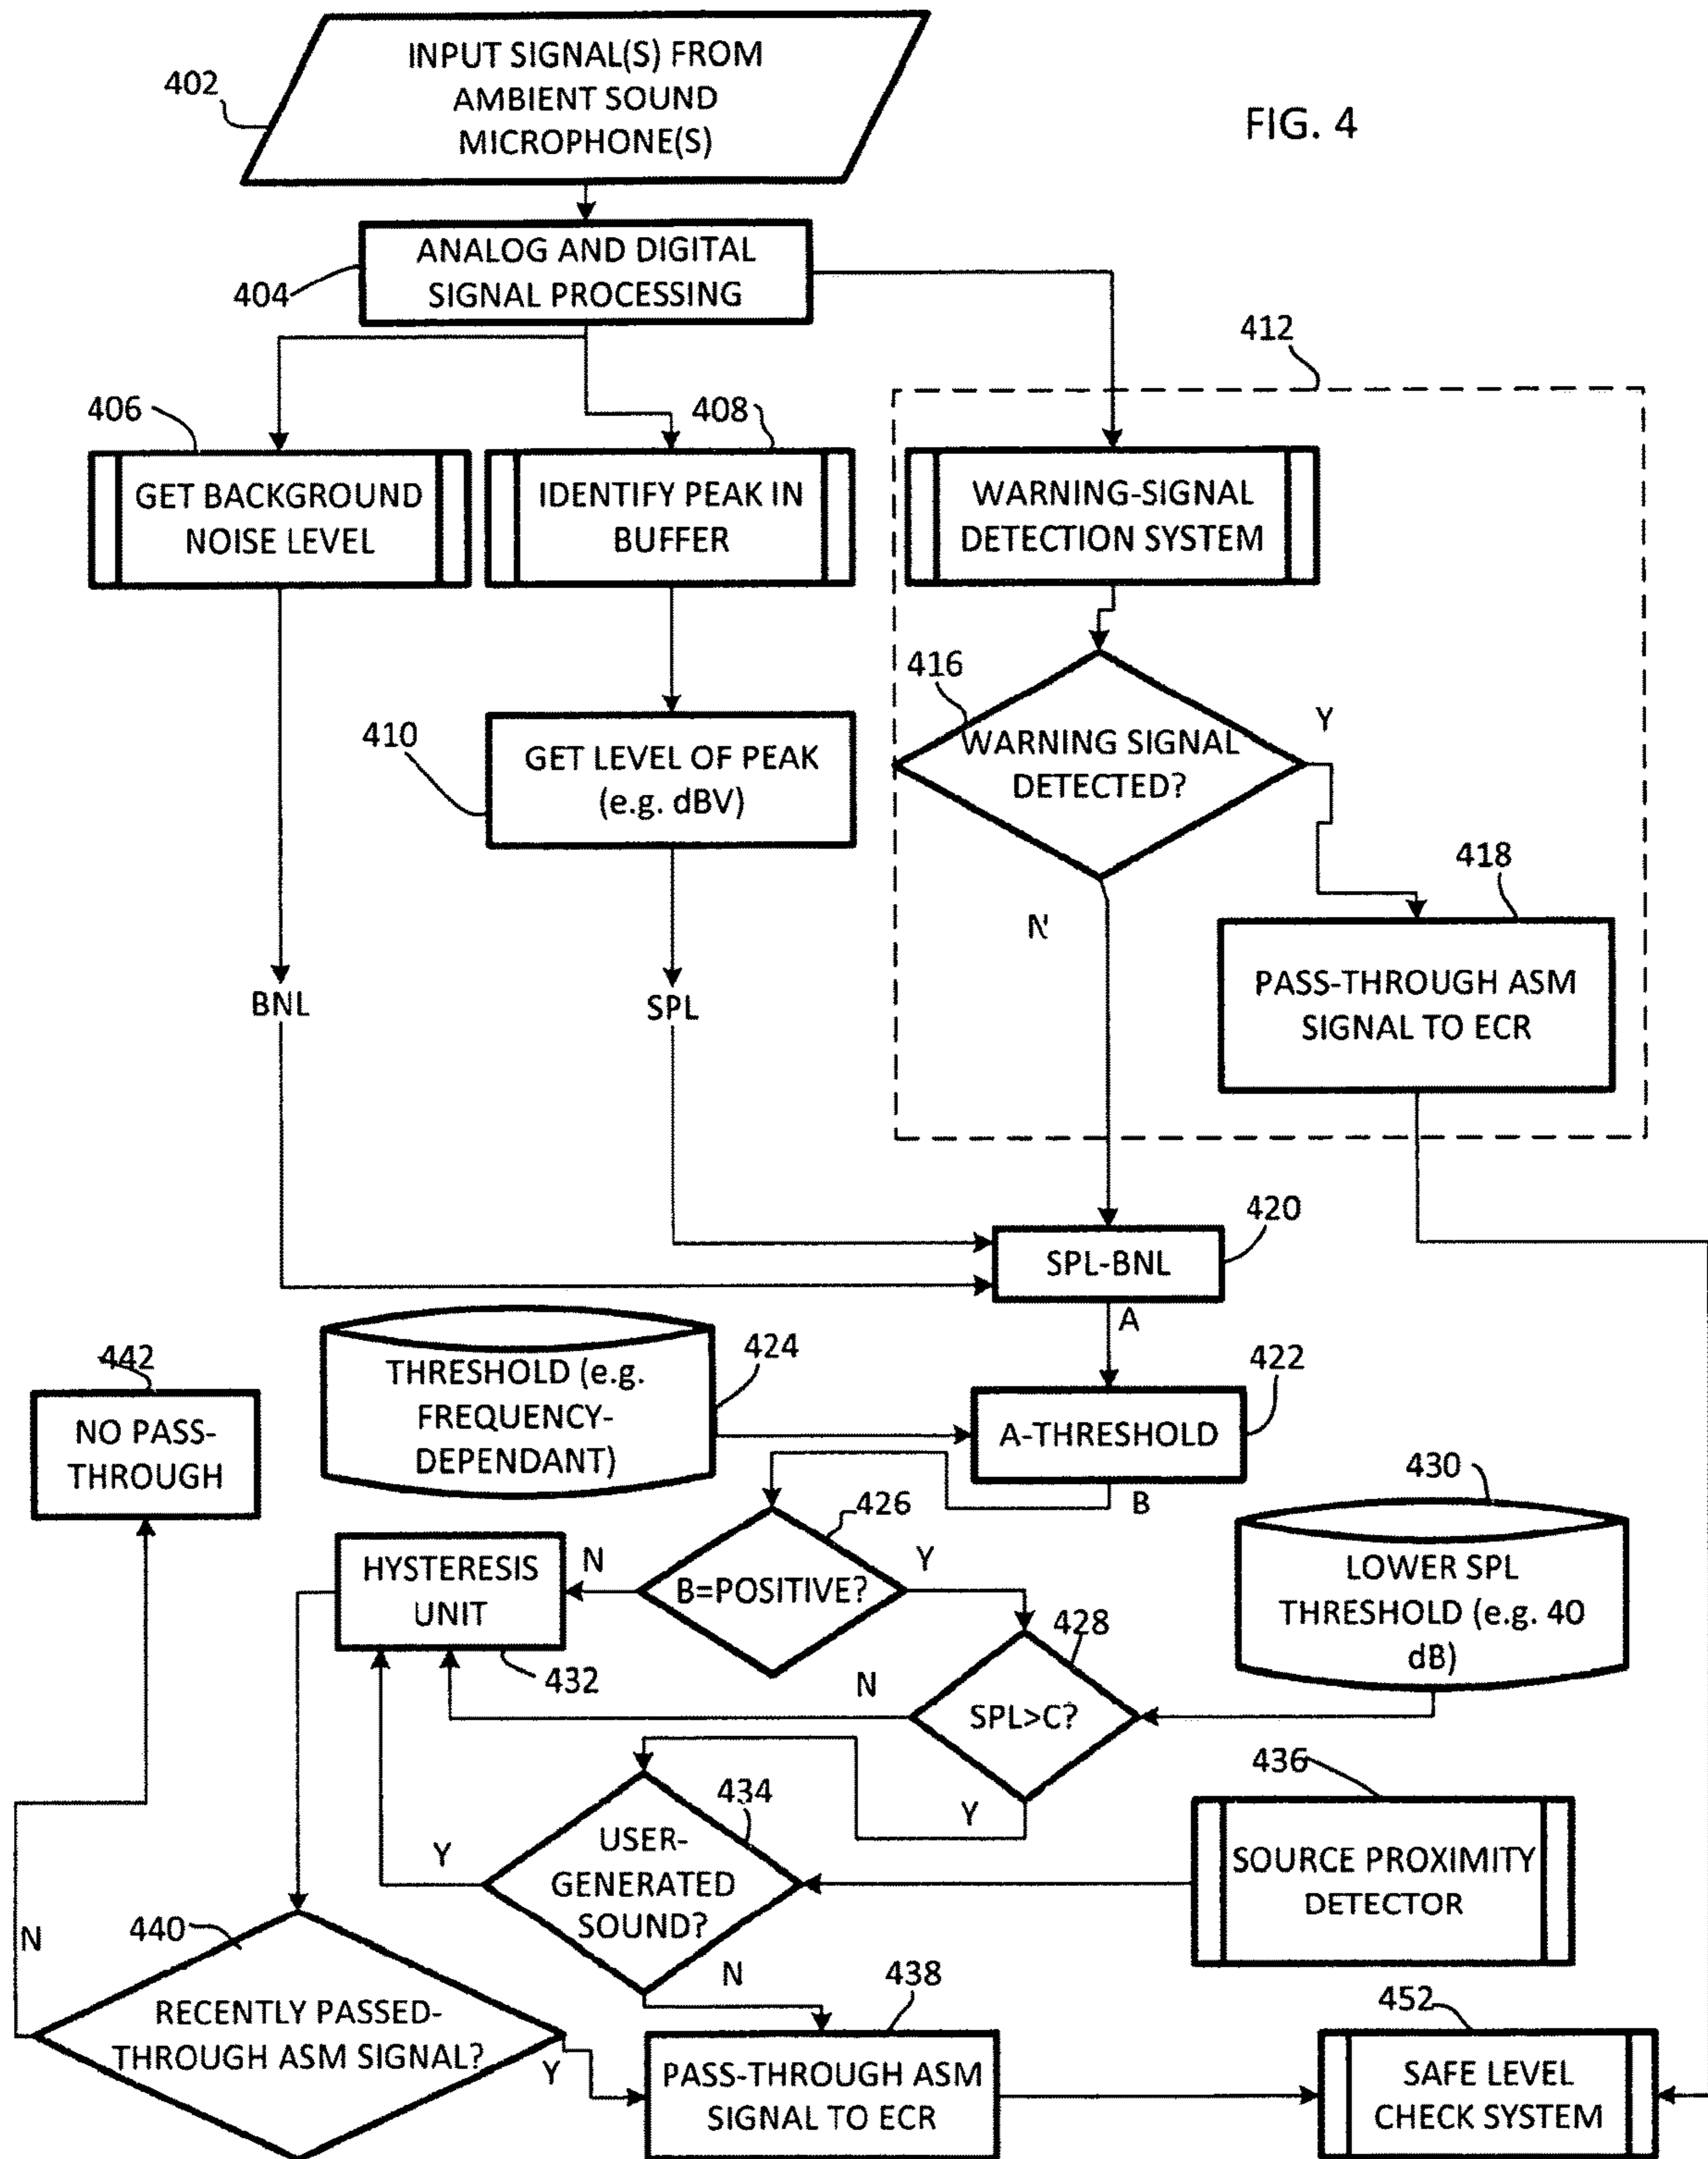 402
INPUT SIGNAL(S) FROM
AMBIENT SOUND
MICROPHONE(S)
FIG. 4
404
ANALOG AND DIGITAL
SIGNAL PROCESSING
412
406
408
GET BACKGROUND
NOISE LEVEL
IDENTIFY PEAK IN
BUFFER
WARNING-SIGNAL
DETECTION SYSTEM
416
WARNING SIGNAL
DETECTED?
Y
N
410
GET LEVEL OF PEAK
(e.g. dBV)
418
PASS-THROUGH ASM
SIGNAL TO ECR
BNL
SPL
420
SPL-BNL
A
442
NO PASS-
THROUGH
424
THRESHOLD (e.g.
FREQUENCY-
DEPENDANT)
422
A-THRESHOLD
B
430
LOWER SPL
THRESHOLD (e.g. 40
dB)
426
B=POSITIVE?
N
Y
HYSTERESIS
UNIT
432
428
SPL>C?
N
Y
434
USER-
GENERATED
SOUND?
Y
N
436
SOURCE PROXIMITY
DETECTOR
440
RECENTLY PASSED-
THROUGH ASM SIGNAL?
N
Y
438
PASS-THROUGH ASM
SIGNAL TO ECR
452
SAFE LEVEL
CHECK SYSTEM